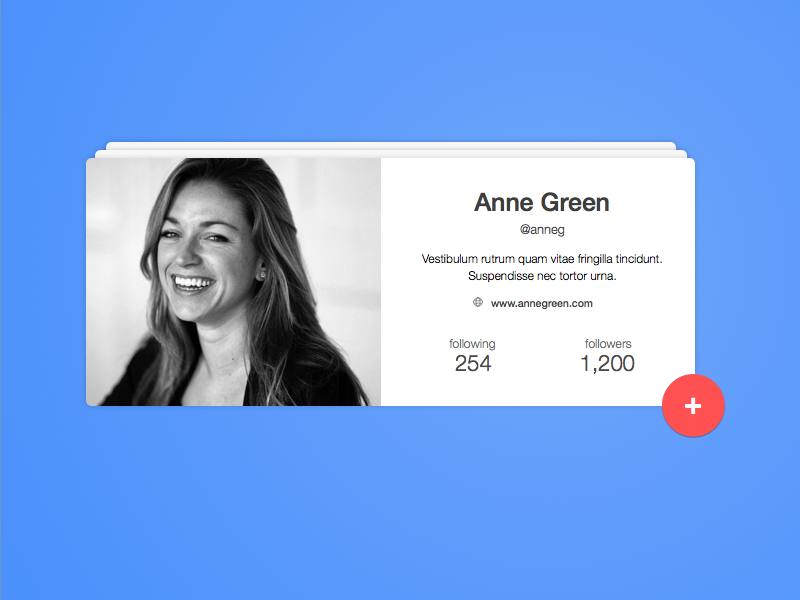 Anne Green
@anneg
Vestibulum rutrum quam vitae fringilla tincidunt.
Suspendisse nec tortor urna.
www.annegreen.com
following followers
254 1,200
+